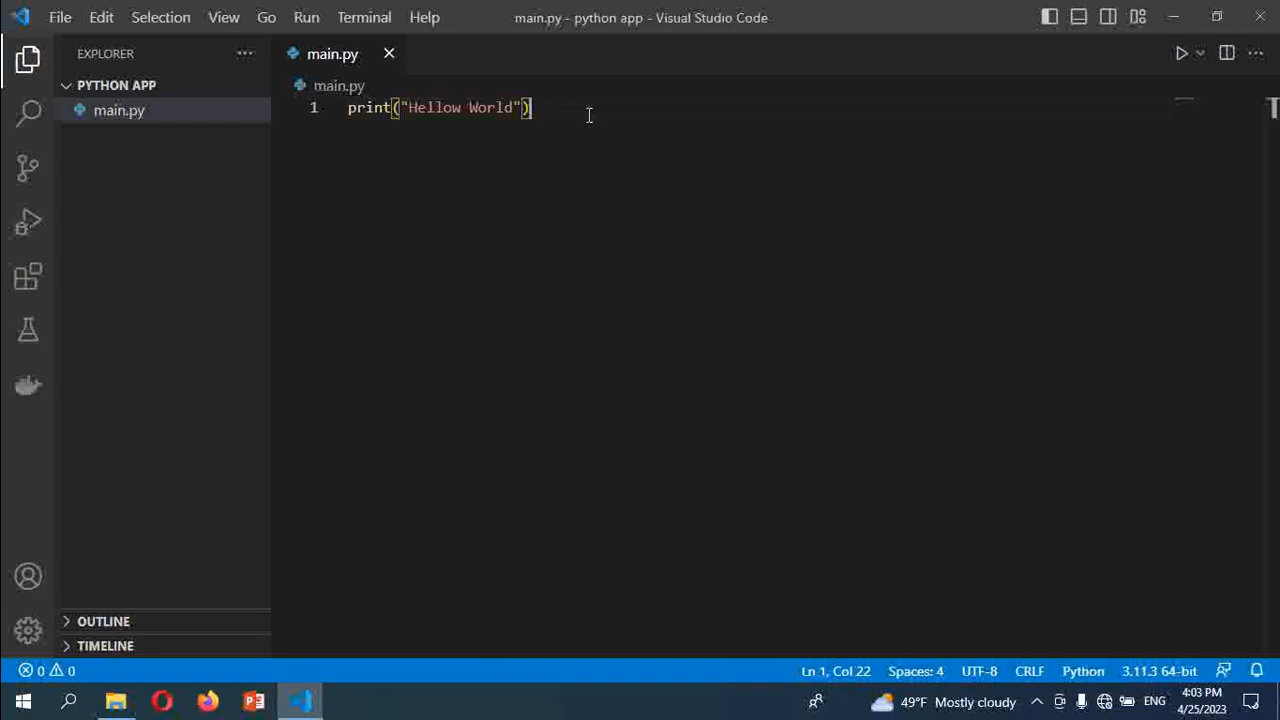 File Edit Selection View Go Run Terminal Help
main.py - python app - Visual Studio Code
EXPLORER
main.py
PYTHON APP
main.py
main.py
1 print("Hellow World")
OUTLINE
TIMELINE
0 0
Ln 1, Col 22 Spaces: 4 UTF-8 CRLF Python 3.11.3 64-bit
49°F Mostly cloudy
ENG
4:03 PM
4/25/2023